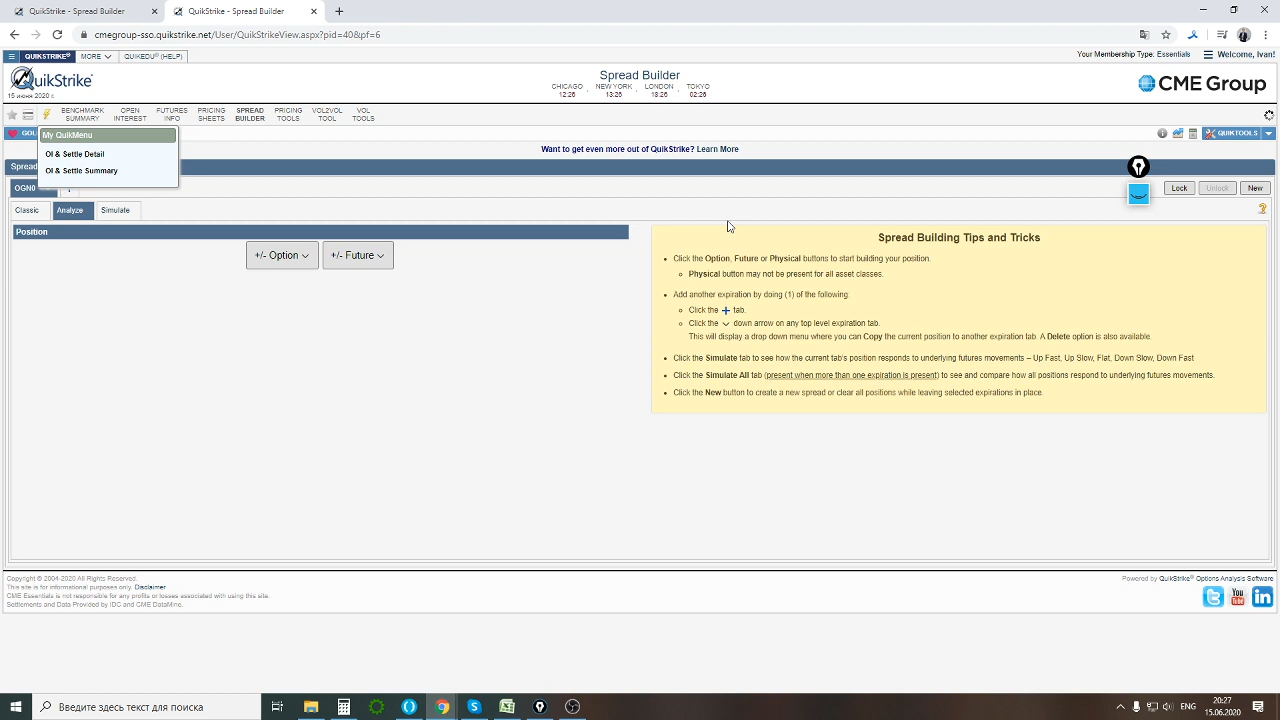 QuikStrike® - Spread Builder
QuikStrike® - Spread Builder
cmegroup-sso.quikstrike.net/User/QuikStrikeView.aspx?pid=40&pf=6
QUIKSTRIKE®
MORE
QUIKEDU® (HELP)
Your Membership Type: Essentials
Welcome, Ivan!
QuikStrike®
15 июня 2020 г.
Spread Builder
CHICAGO
12:26
NEW YORK
13:26
LONDON
18:26
TOKYO
02:26
CME Group
BENCHMARK SUMMARY
OPEN INTEREST
FUTURES INFO
PRICING SHEETS
SPREAD BUILDER
PRICING TOOLS
VOL2VOL TOOL
VOL TOOLS
GOL
My QuikMenu
OI & Settle Detail
OI & Settle Summary
QUIKTOOLS
Want to get even more out of QuikStrike? Learn More
Spread
OGN0
Lock
Unlock
New
Classic
Analyze
Simulate
Position
+/- Option
+/- Future
Spread Building Tips and Tricks
Click the Option, Future or Physical buttons to start building your position.
Physical button may not be present for all asset classes.
Add another expiration by doing (1) of the following:
Click the + tab.
Click the down arrow on any top level expiration tab.
This will display a drop down menu where you can Copy the current position to another expiration tab. A Delete option is also available.
Click the Simulate tab to see how the current tab's position responds to underlying futures movements – Up Fast, Up Slow, Flat, Down Slow, Down Fast
Click the Simulate All tab (present when more than one expiration is present) to see and compare how all positions respond to underlying futures movements.
Click the New button to create a new spread or clear all positions while leaving selected expirations in place.
Copyright © 2004-2020 All Rights Reserved.
This site is for informational purposes only. Disclaimer
CME Essentials is not responsible for any profits or losses associated with using this site.
Settlements and Data Provided by IDC and CME DataMine.
Powered by QuikStrike® Options Analysis Software
You Tube
in
Введите здесь текст для поиска
ENG
20:27
15.06.2020